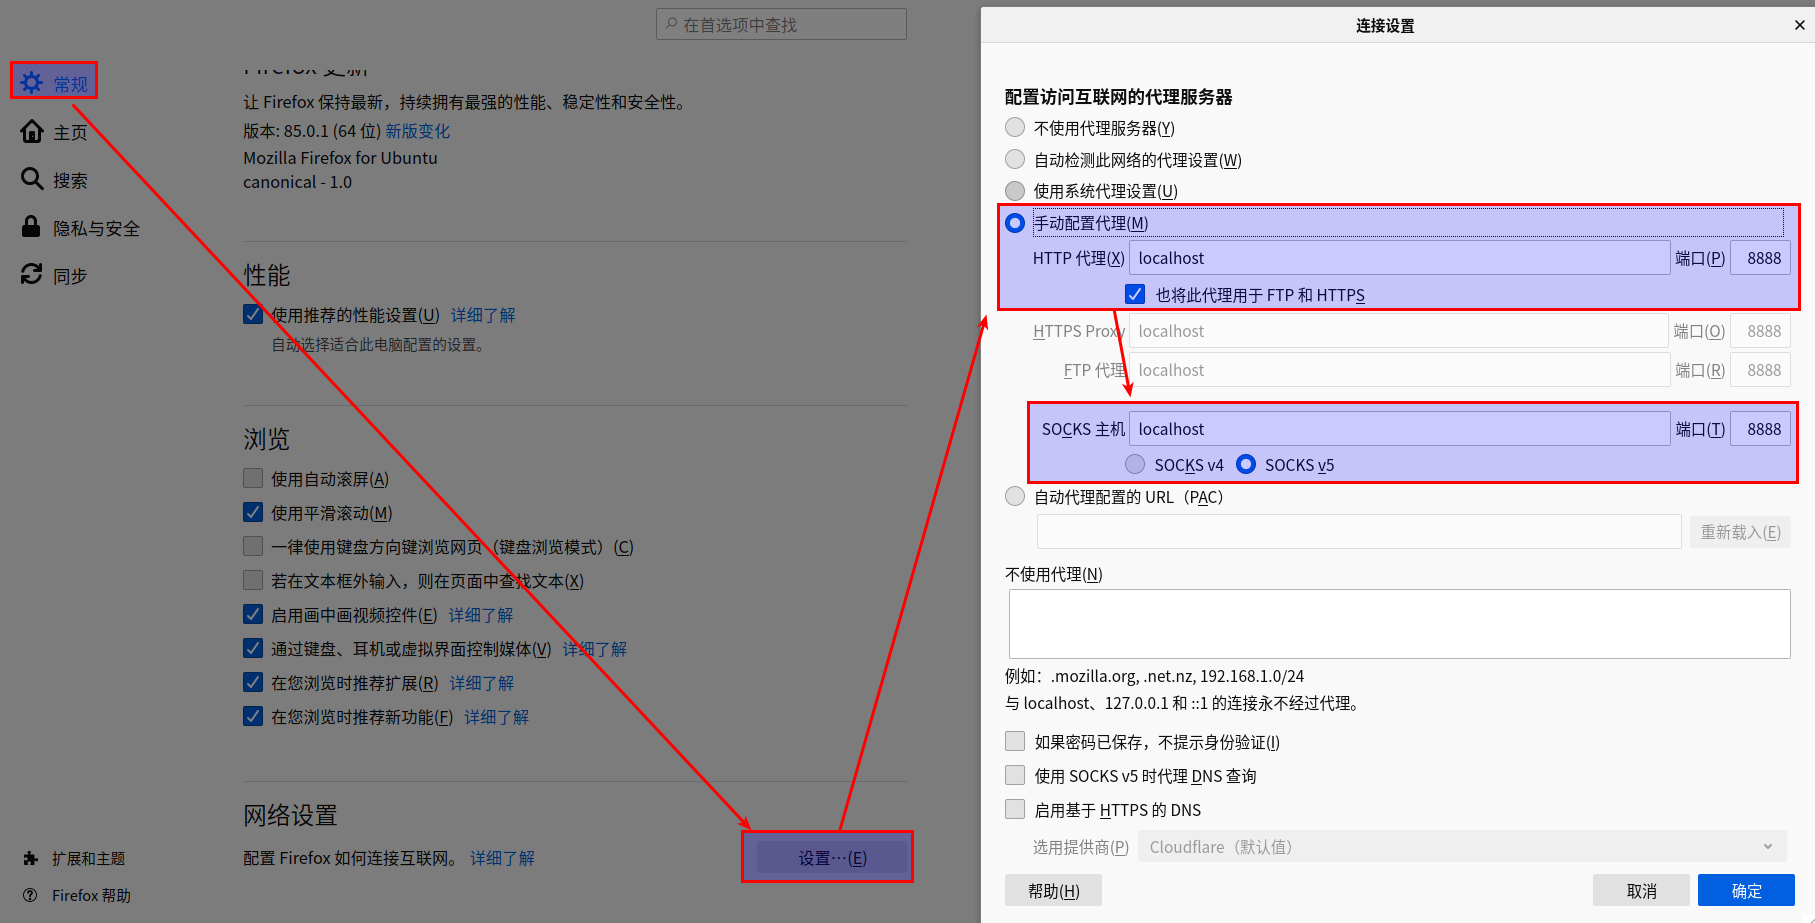 在首选项中查找
常规
主页
搜索
隐私与安全
同步
扩展和主题
Firefox 帮助
Firefox 更新
让 Firefox 保持最新，持续拥有最强的性能、稳定性和安全性。
版本: 85.0.1 (64 位) 新版变化
Mozilla Firefox for Ubuntu
canonical - 1.0
性能
使用推荐的性能设置(U) 详细了解
自动选择适合此电脑配置的设置。
浏览
使用自动滚屏(A)
使用平滑滚动(M)
一律使用键盘方向键浏览网页（键盘浏览模式）(C)
若在文本框外输入，则在页面中查找文本(X)
启用画中画视频控件(E) 详细了解
通过键盘、耳机或虚拟界面控制媒体(V) 详细了解
在您浏览时推荐扩展(R) 详细了解
在您浏览时推荐新功能(F) 详细了解
网络设置
配置 Firefox 如何连接互联网。 详细了解
设置…(E)
连接设置
配置访问互联网的代理服务器
不使用代理服务器(Y)
自动检测此网络的代理设置(W)
使用系统代理设置(U)
手动配置代理(M)
HTTP 代理(X) localhost 端口(P) 8888
也将此代理用于 FTP 和 HTTPS
HTTPS Proxy localhost 端口(O) 8888
FTP 代理 localhost 端口(R) 8888
SOCKS 主机 localhost 端口(T) 8888
SOCKS v4 SOCKS v5
自动代理配置的 URL（PAC）
重新载入(E)
不使用代理(N)
例如：.mozilla.org, .net.nz, 192.168.1.0/24
与 localhost、127.0.0.1 和 ::1 的连接永不经过代理。
如果密码已保存，不提示身份验证(I)
使用 SOCKS v5 时代理 DNS 查询
启用基于 HTTPS 的 DNS
选用提供商(P) Cloudflare（默认值）
帮助(H) 取消 确定